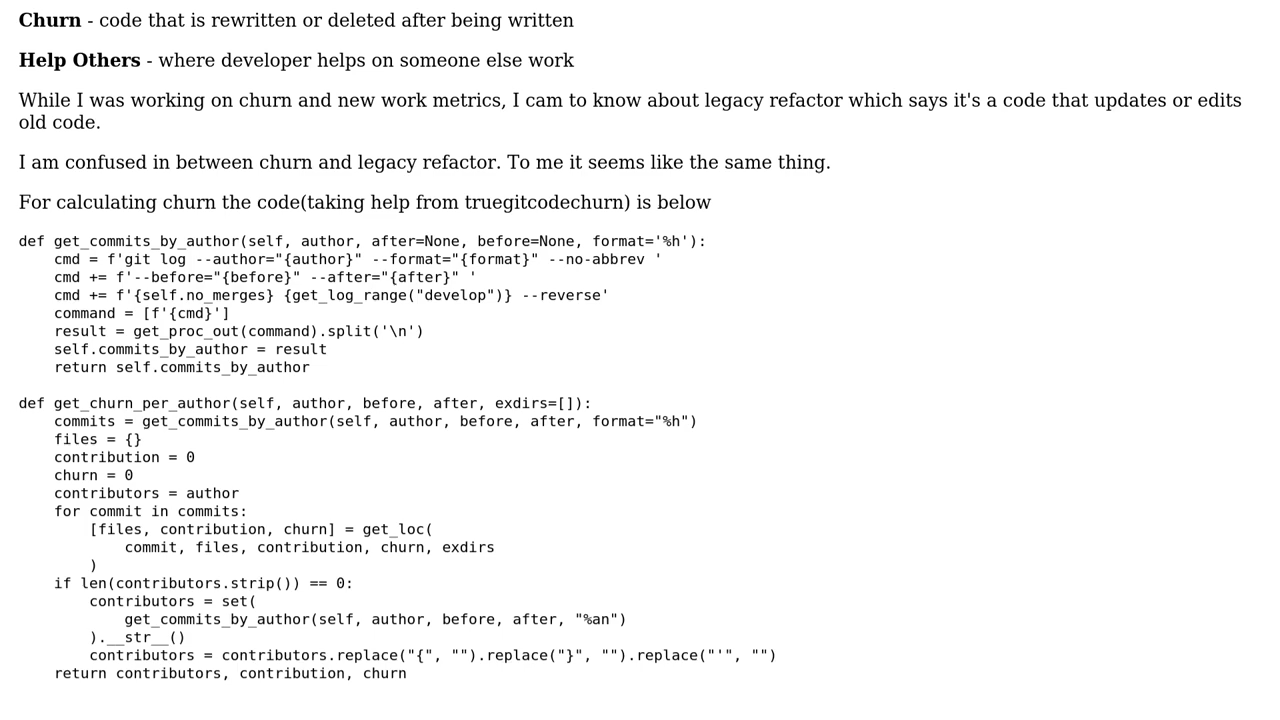 Churn - code that is rewritten or deleted after being written
Help Others - where developer helps on someone else work
While I was working on churn and new work metrics, I cam to know about legacy refactor which says it's a code that updates or edits
old code.
I am confused in between churn and legacy refactor. To me it seems like the same thing.
For calculating churn the code(taking help from truegitcodechurn) is below
def get_commits_by_author(self, author, after=None, before=None, format='%h'):
    cmd = f'git log --author="{author}" --format="{format}" --no-abbrev '
    cmd += f'--before="{before}" --after="{after}" '
    cmd += f'{self.no_merges} {get_log_range("develop")} --reverse'
    command = [f'{cmd}']
    result = get_proc_out(command).split('\n')
    self.commits_by_author = result
    return self.commits_by_author
def get_churn_per_author(self, author, before, after, exdirs=[]):
    commits = get_commits_by_author(self, author, before, after, format="%h")
    files = {}
    contribution = 0
    churn = 0
    contributors = author
    for commit in commits:
        [files, contribution, churn] = get_loc(
            commit, files, contribution, churn, exdirs
        )
    if len(contributors.strip()) == 0:
        contributors = set(
            get_commits_by_author(self, author, before, after, "%an")
        ).__str__()
        contributors = contributors.replace("{", "").replace("}", "").replace("'", "")
    return contributors, contribution, churn